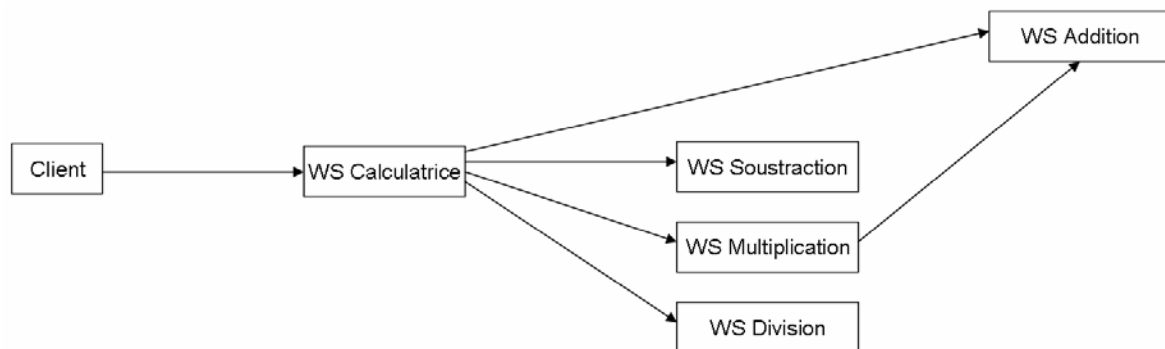 WS Addition
Client
WS Calculatrice
WS Soustraction
WS Multiplication
WS Division